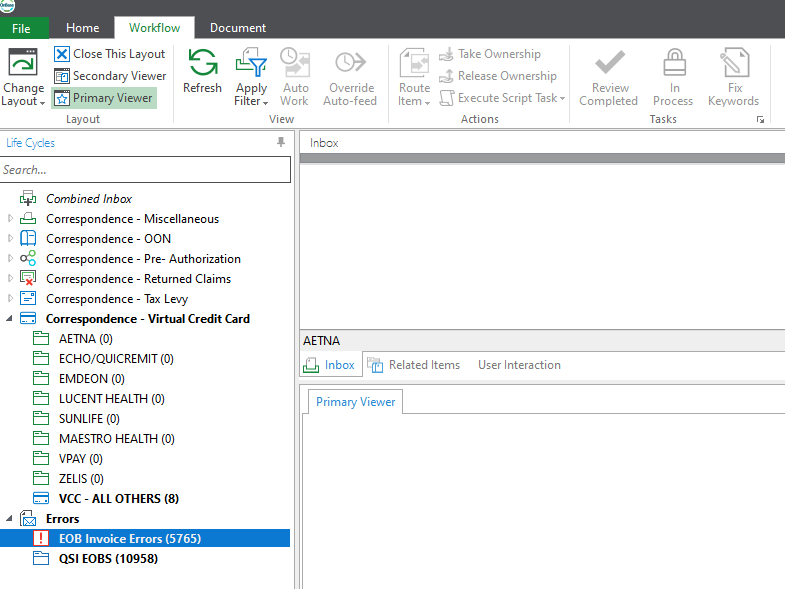 OnBase
File Home Workflow Document
Change Layout
Close This Layout
Secondary Viewer
Primary Viewer
Layout
Refresh
Apply Filter
Auto Work
Override Auto-feed
View
Route Item
Take Ownership
Release Ownership
Execute Script Task
Actions
Review Completed
In Process
Fix Keywords
Tasks
Life Cycles
Search...
Combined Inbox
Correspondence - Miscellaneous
Correspondence - OON
Correspondence - Pre- Authorization
Correspondence - Returned Claims
Correspondence - Tax Levy
Correspondence - Virtual Credit Card
AETNA (0)
ECHO/QUICREMIT (0)
EMDEON (0)
LUCENT HEALTH (0)
SUNLIFE (0)
MAESTRO HEALTH (0)
VPAY (0)
ZELIS (0)
VCC - ALL OTHERS (8)
Errors
EOB Invoice Errors (5765)
QSI EOBS (10958)
Inbox
AETNA
Inbox Related Items User Interaction
Primary Viewer